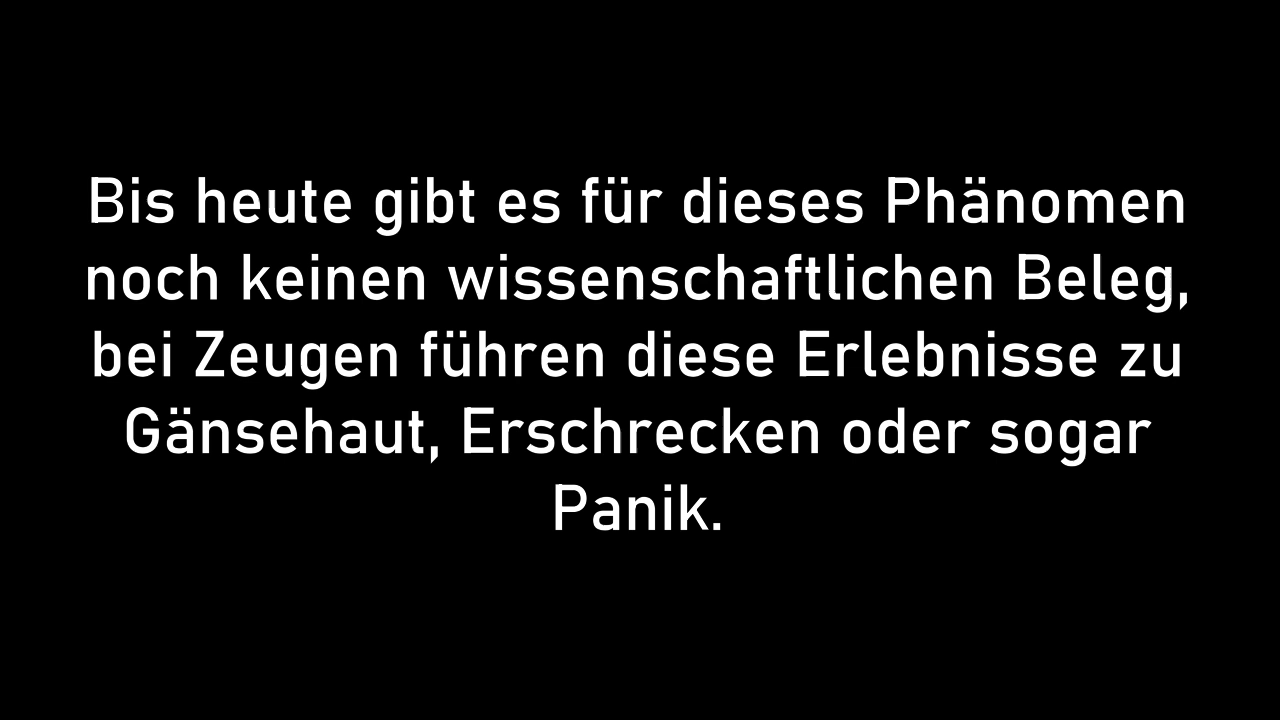 Bis heute gibt es für dieses Phänomen
noch keinen wissenschaftlichen Beleg,
bei Zeugen führen diese Erlebnisse zu
Gänsehaut, Erschrecken oder sogar
Panik.